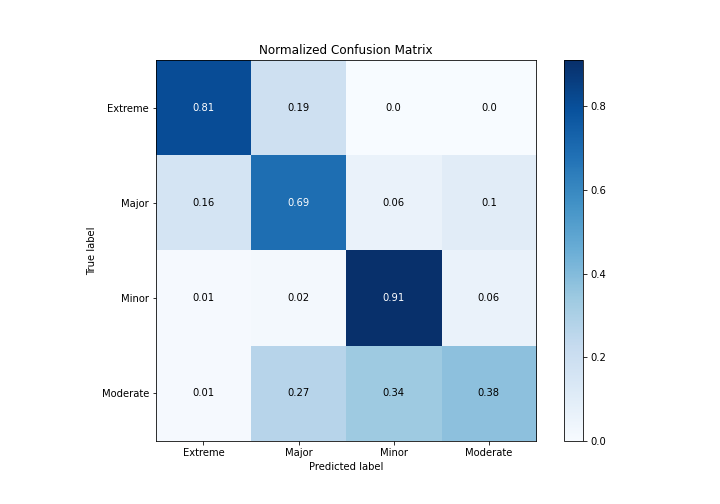 Normalized Confusion Matrix
Extreme 0.81 0.19 0.0 0.0
Major 0.16 0.69 0.06 0.1
Minor 0.01 0.02 0.91 0.06
Moderate 0.01 0.27 0.34 0.38
Extreme Major Minor Moderate
Predicted label
True label
0.8
0.6
0.4
0.2
0.0